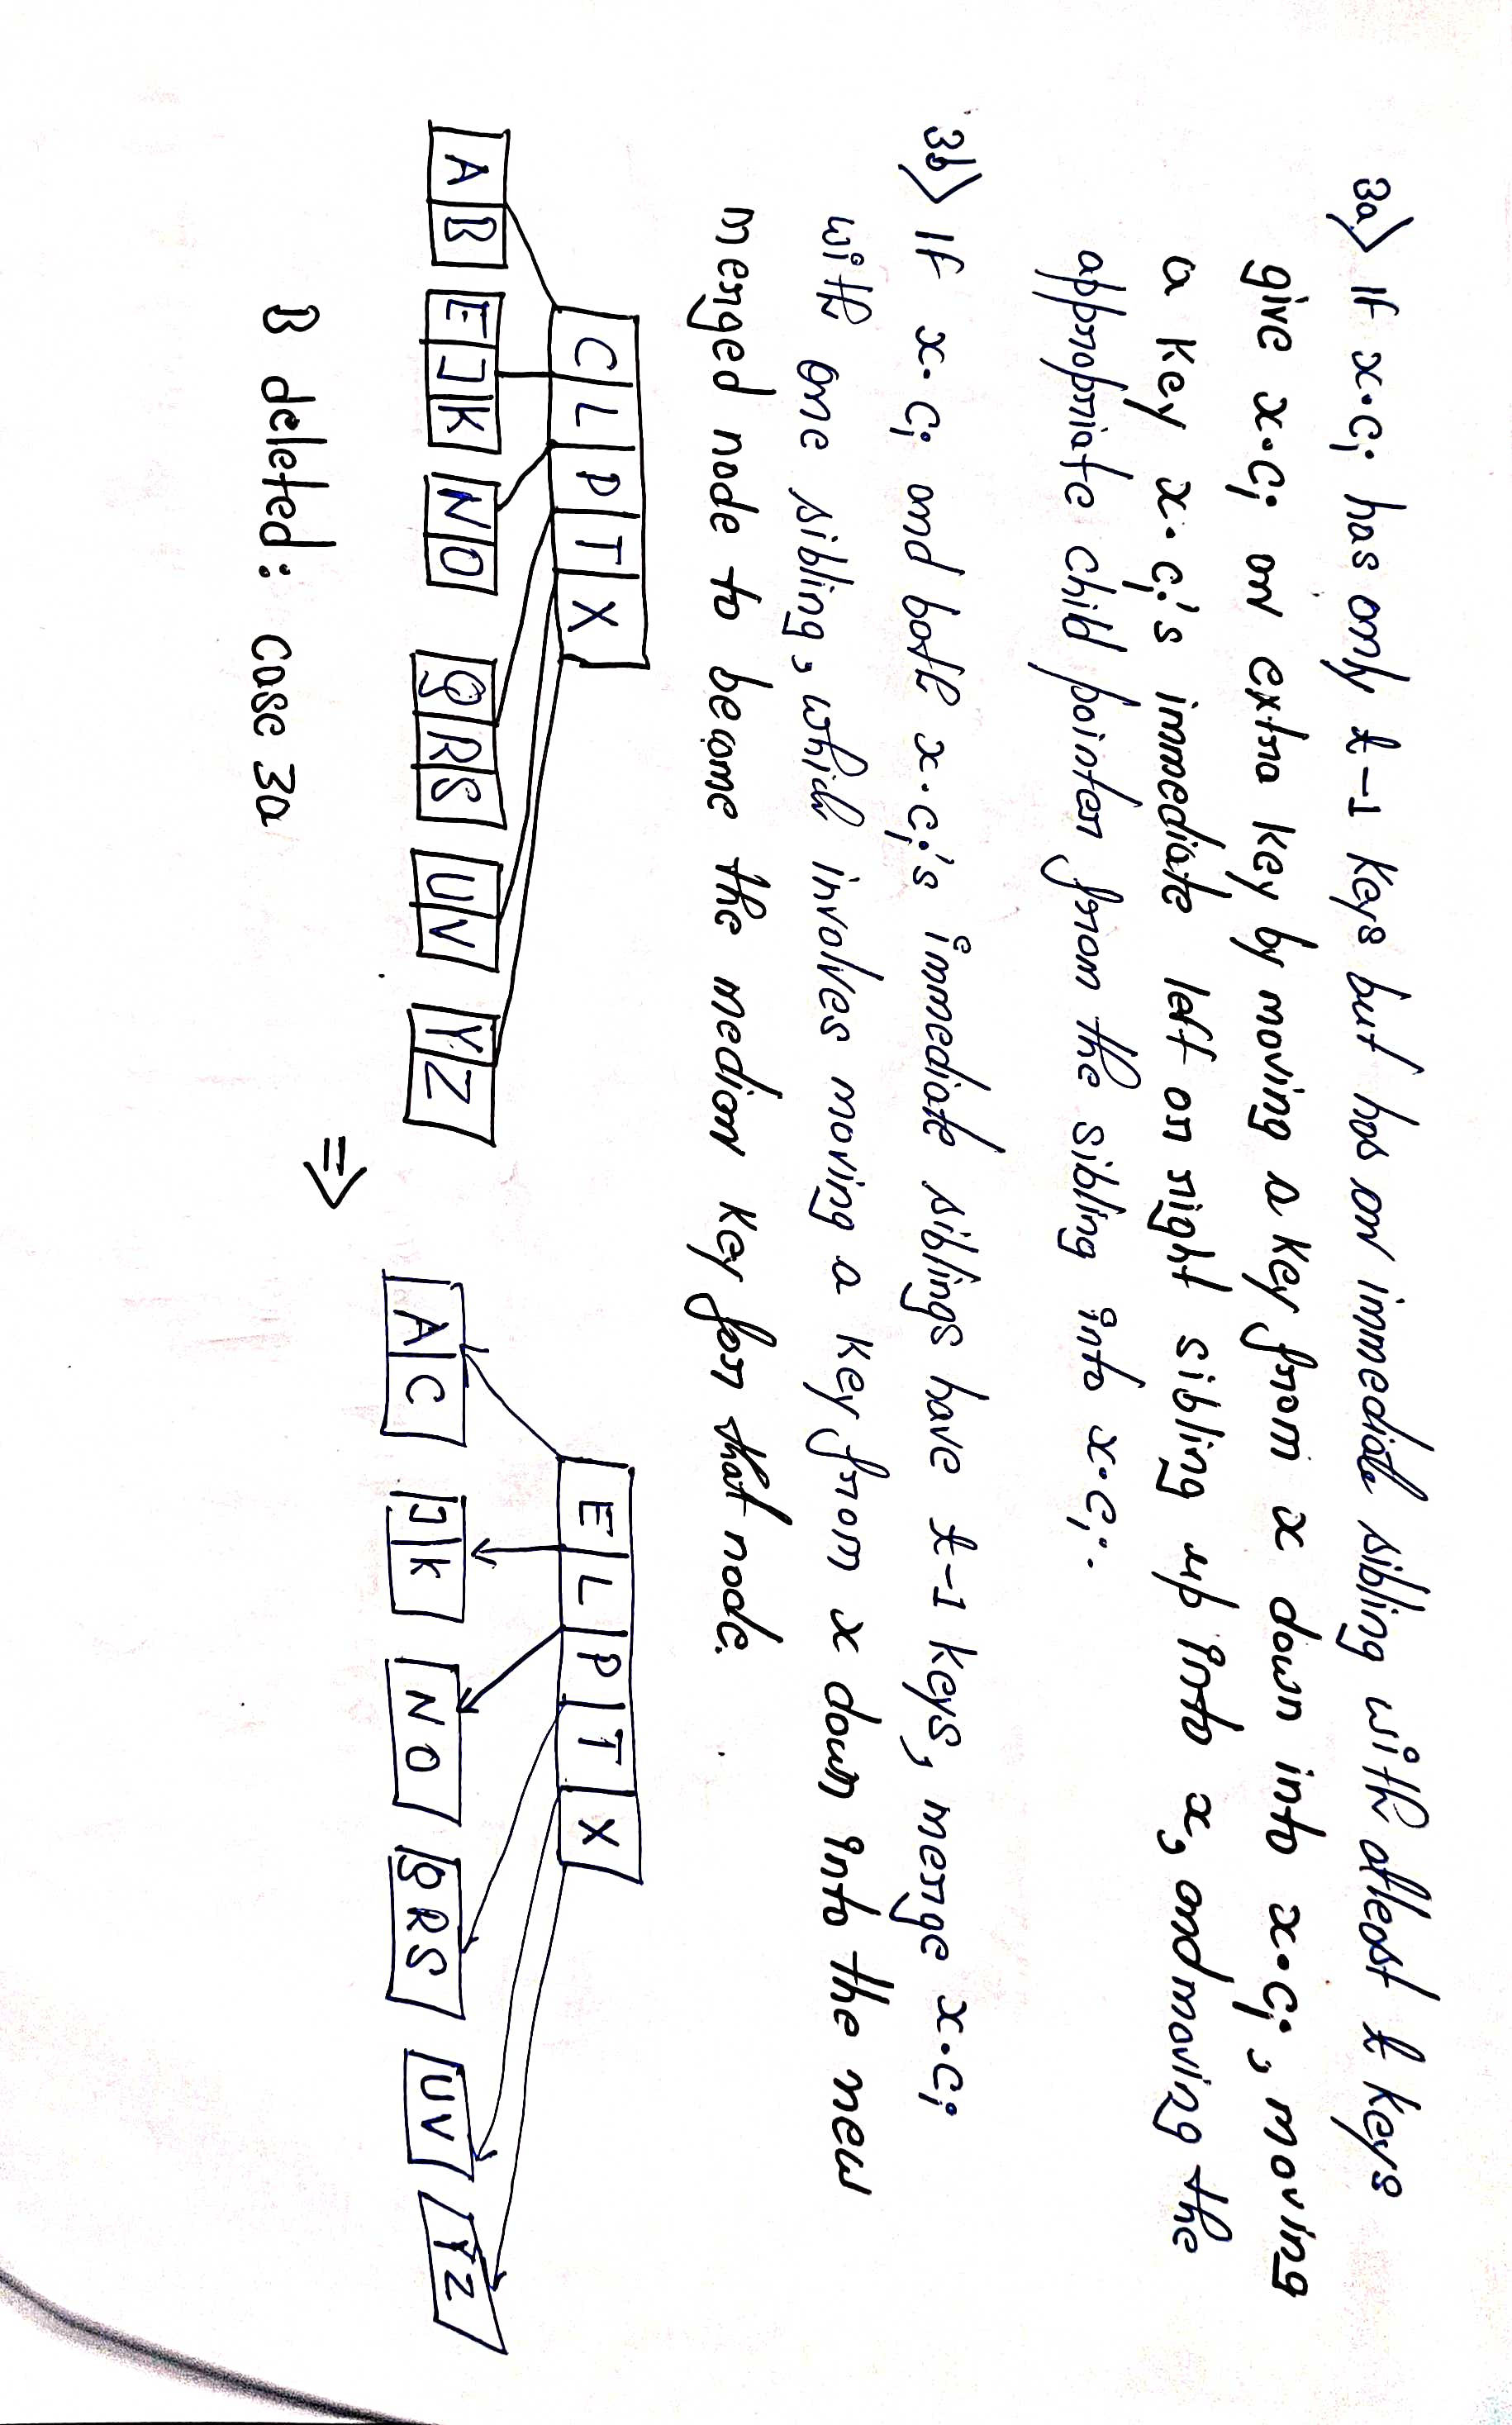 3a> If x.ci has only t-1 keys but has an immediate sibling with atleast t keys
give x.ci an extra key by moving a key from x down into x.ci, moving
a key x.ci's immediate left or right sibling up into x, and moving the
appropriate child pointer from the sibling into x.ci.
3b> If x.ci and both x.ci's immediate siblings have t-1 keys, merge x.ci
with one sibling, which involves moving a key from x down into the new
merged node to become the median key for that node.
C L P T X
A B E J K N O Q R S U V Y Z
⇒
E L P T X
A C J K N O Q R S U V Y Z
B deleted: case 3a